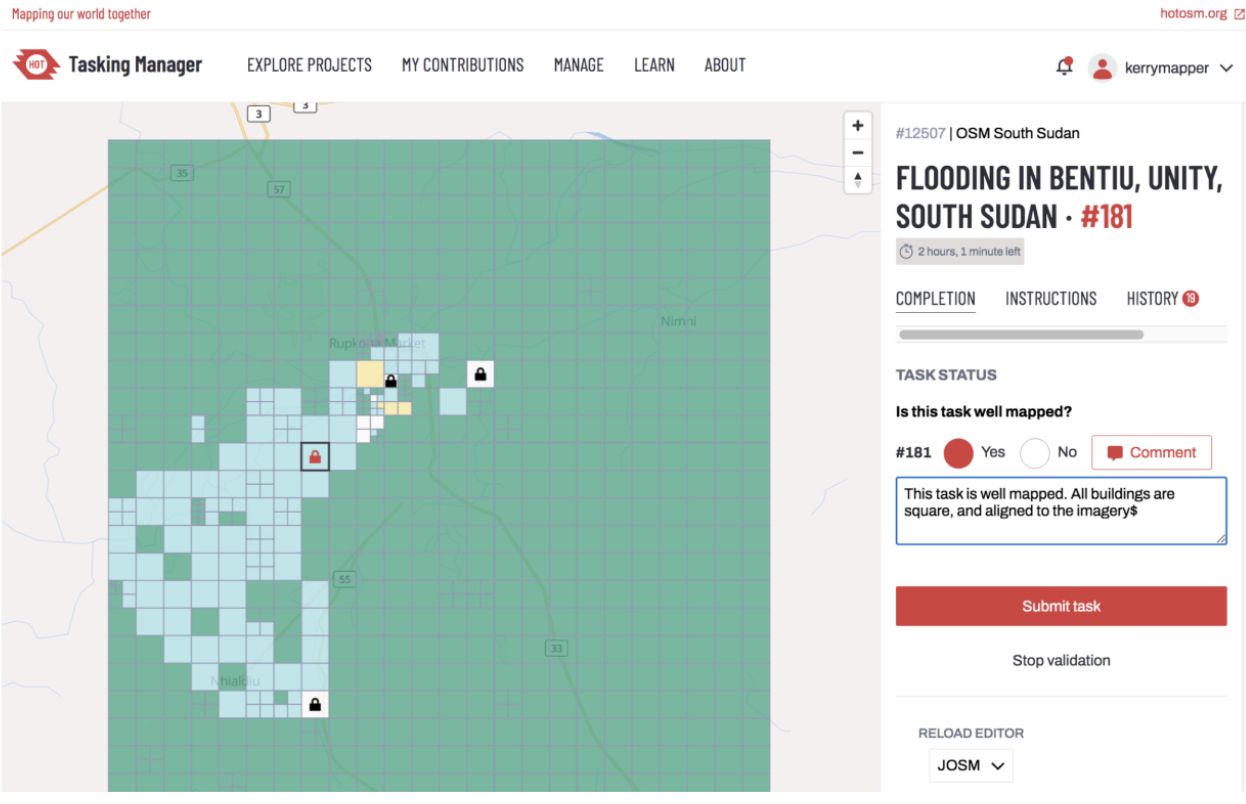 Mapping our world together
hotosm.org
HOT
Tasking Manager
EXPLORE PROJECTS
MY CONTRIBUTIONS
MANAGE
LEARN
ABOUT
kerrymapper
3
3
35
57
Nimni
Rupkona Market
55
33
Nhialdiu
+
−
#12507 | OSM South Sudan
FLOODING IN BENTIU, UNITY,
SOUTH SUDAN · #181
2 hours, 1 minute left
COMPLETION
INSTRUCTIONS
HISTORY 19
TASK STATUS
Is this task well mapped?
#181 Yes No Comment
This task is well mapped. All buildings are
square, and aligned to the imagery$
Submit task
Stop validation
RELOAD EDITOR
JOSM